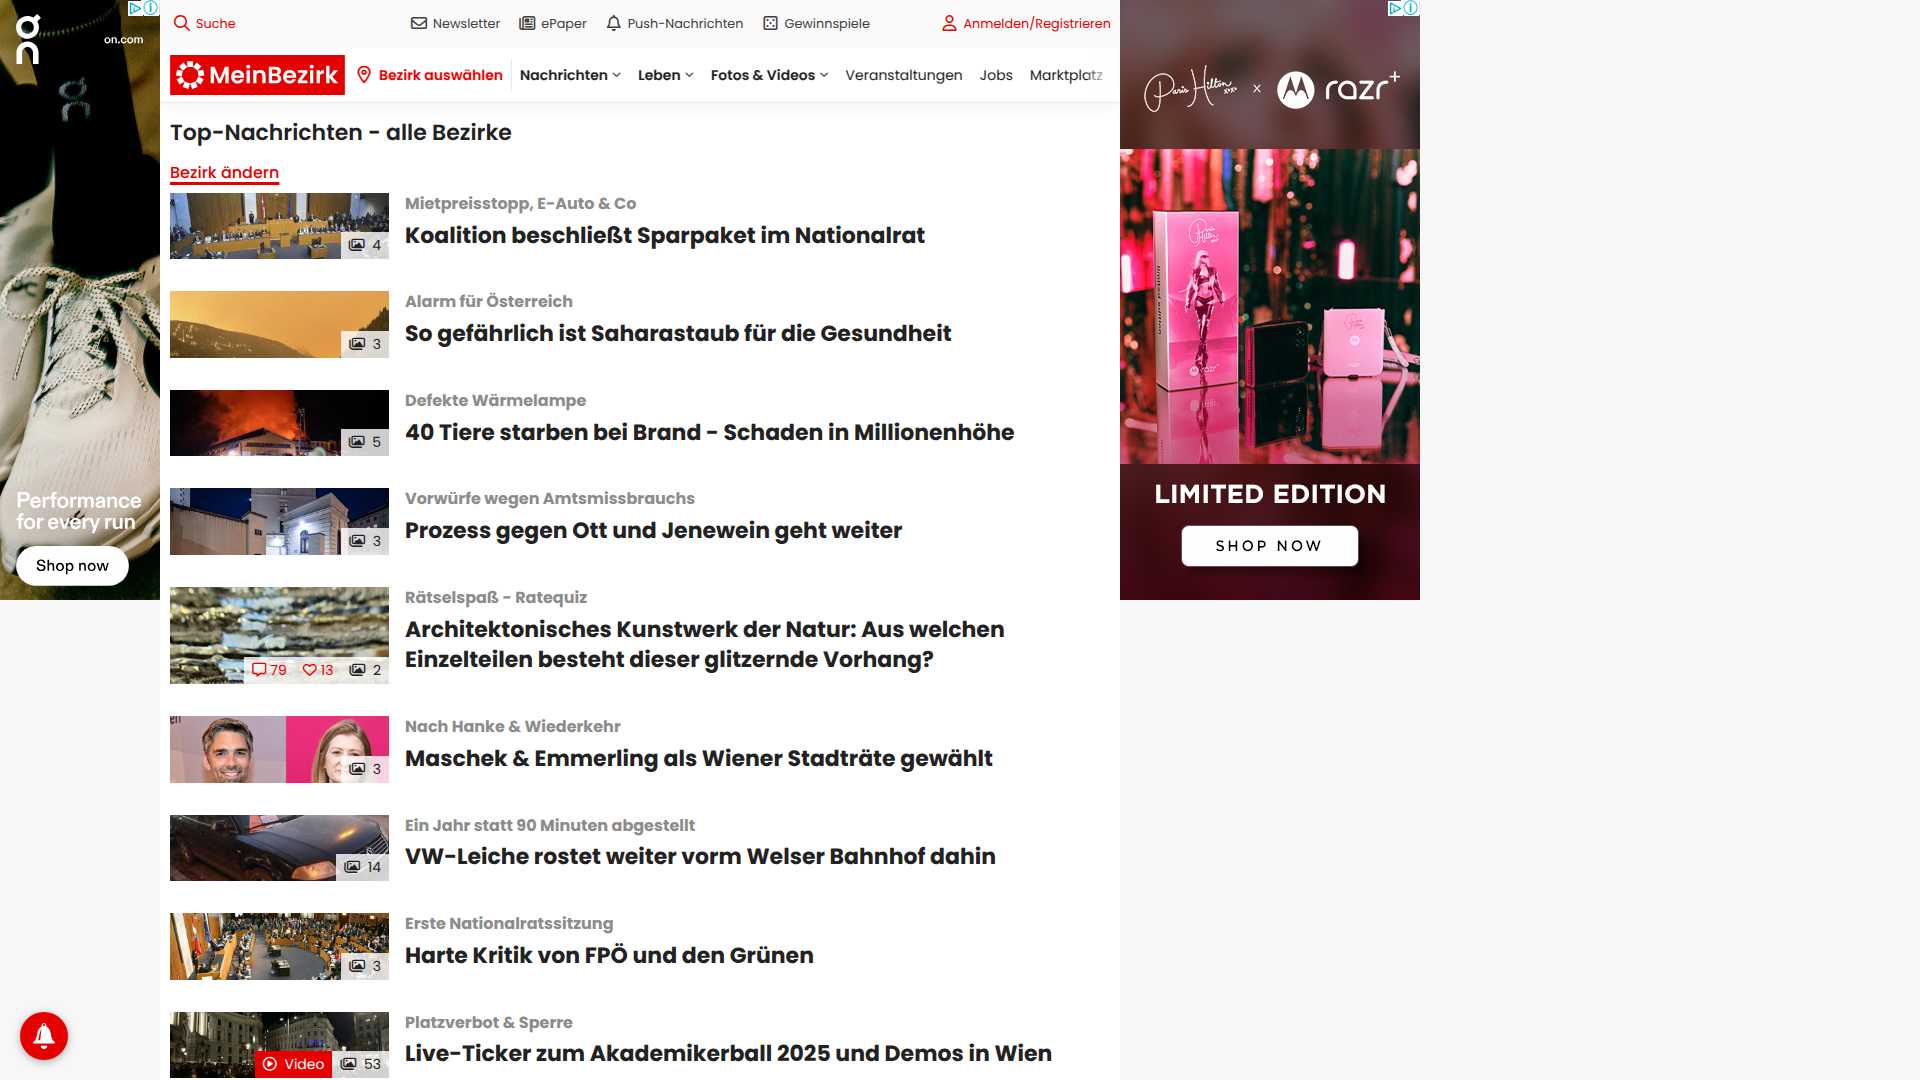 Suche
Newsletter
ePaper
Push-Nachrichten
Gewinnspiele
Anmelden/Registrieren
MeinBezirk
Bezirk auswählen
Nachrichten
Leben
Fotos & Videos
Veranstaltungen
Jobs
Marktplatz
Top-Nachrichten - alle Bezirke
Bezirk ändern
Mietpreisstopp, E-Auto & Co
Koalition beschließt Sparpaket im Nationalrat
4
Alarm für Österreich
So gefährlich ist Saharastaub für die Gesundheit
3
Defekte Wärmelampe
40 Tiere starben bei Brand - Schaden in Millionenhöhe
5
Vorwürfe wegen Amtsmissbrauchs
Prozess gegen Ott und Jenewein geht weiter
3
Rätselspaß - Ratequiz
Architektonisches Kunstwerk der Natur: Aus welchen
Einzelteilen besteht dieser glitzernde Vorhang?
79 13 2
Nach Hanke & Wiederkehr
Maschek & Emmerling als Wiener Stadträte gewählt
3
Ein Jahr statt 90 Minuten abgestellt
VW-Leiche rostet weiter vorm Welser Bahnhof dahin
14
Erste Nationalratssitzung
Harte Kritik von FPÖ und den Grünen
3
Platzverbot & Sperre
Live-Ticker zum Akademikerball 2025 und Demos in Wien
Video 53
on
on.com
Performance
for every run
Shop now
Paris Hilton x razr+
LIMITED EDITION
SHOP NOW